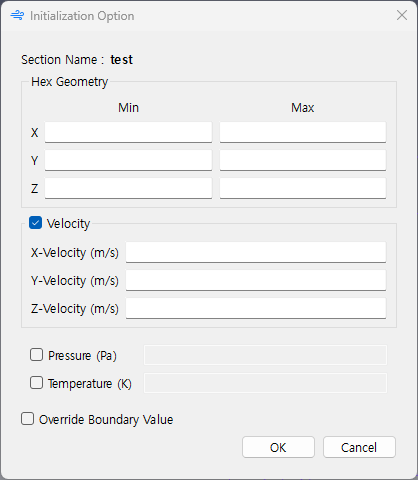 Initialization Option
Section Name : test
Hex Geometry
Min Max
X
Y
Z
Velocity
X-Velocity (m/s)
Y-Velocity (m/s)
Z-Velocity (m/s)
Pressure (Pa)
Temperature (K)
Override Boundary Value
OK Cancel